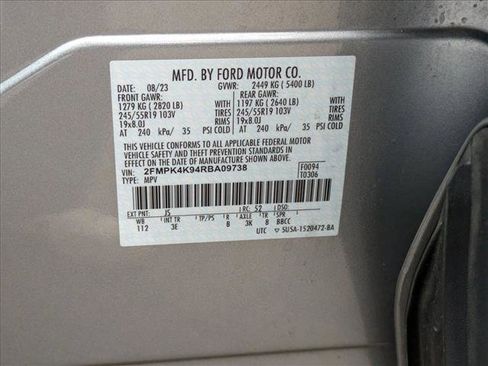 MFD. BY FORD MOTOR CO.
DATE: 08/23 GVWR: 2449 KG ( 5400 LB)
FRONT GAWR: REAR GAWR:
1279 KG ( 2820 LB) WITH 1197 KG ( 2640 LB) WITH
245/55R19 103V TIRES 245/55R19 103V TIRES
19x8.0J RIMS 19x8.0J RIMS
AT 240 kPa/ 35 PSI COLD AT 240 kPa/ 35 PSI COLD
THIS VEHICLE CONFORMS TO ALL APPLICABLE FEDERAL MOTOR
VEHICLE SAFETY AND THEFT PREVENTION STANDARDS IN
EFFECT ON THE DATE OF MANUFACTURE SHOWN ABOVE.
VIN: 2FMPK4K94RBA09738 F0094
TYPE: MPV T0306
EXT PNT: JS RC: 52 DSO:
WB INT TR TP/PS R AXLE TR SPR
112 3E B 3K B BBCC
UTC 5USA-1520472-BA